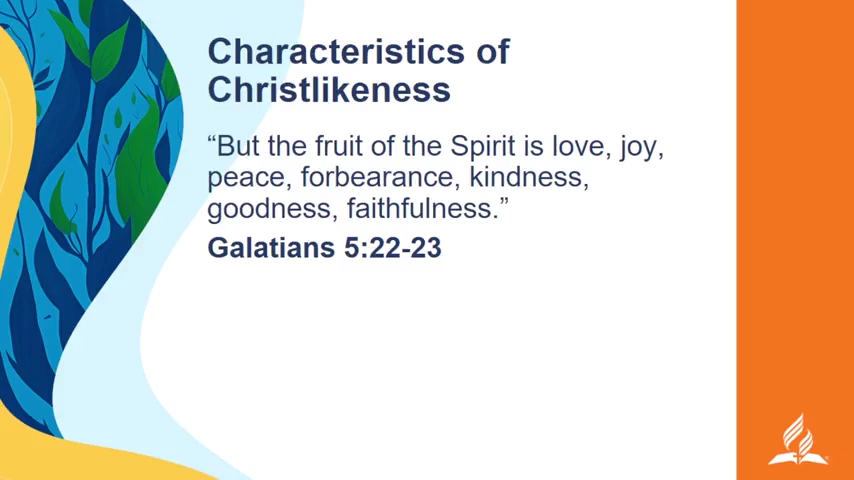 Characteristics of
Christlikeness
“But the fruit of the Spirit is love, joy,
peace, forbearance, kindness,
goodness, faithfulness.”
Galatians 5:22-23